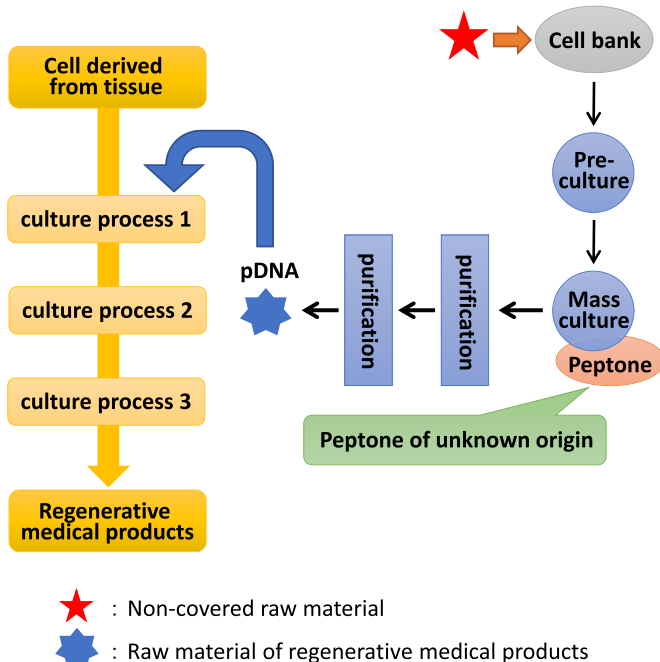 Cell derived
from tissue
culture process 1
culture process 2
culture process 3
Regenerative
medical products
pDNA
purification
purification
Cell bank
Pre-
culture
Mass
culture
Peptone
Peptone of unknown origin
: Non-covered raw material
: Raw material of regenerative medical products